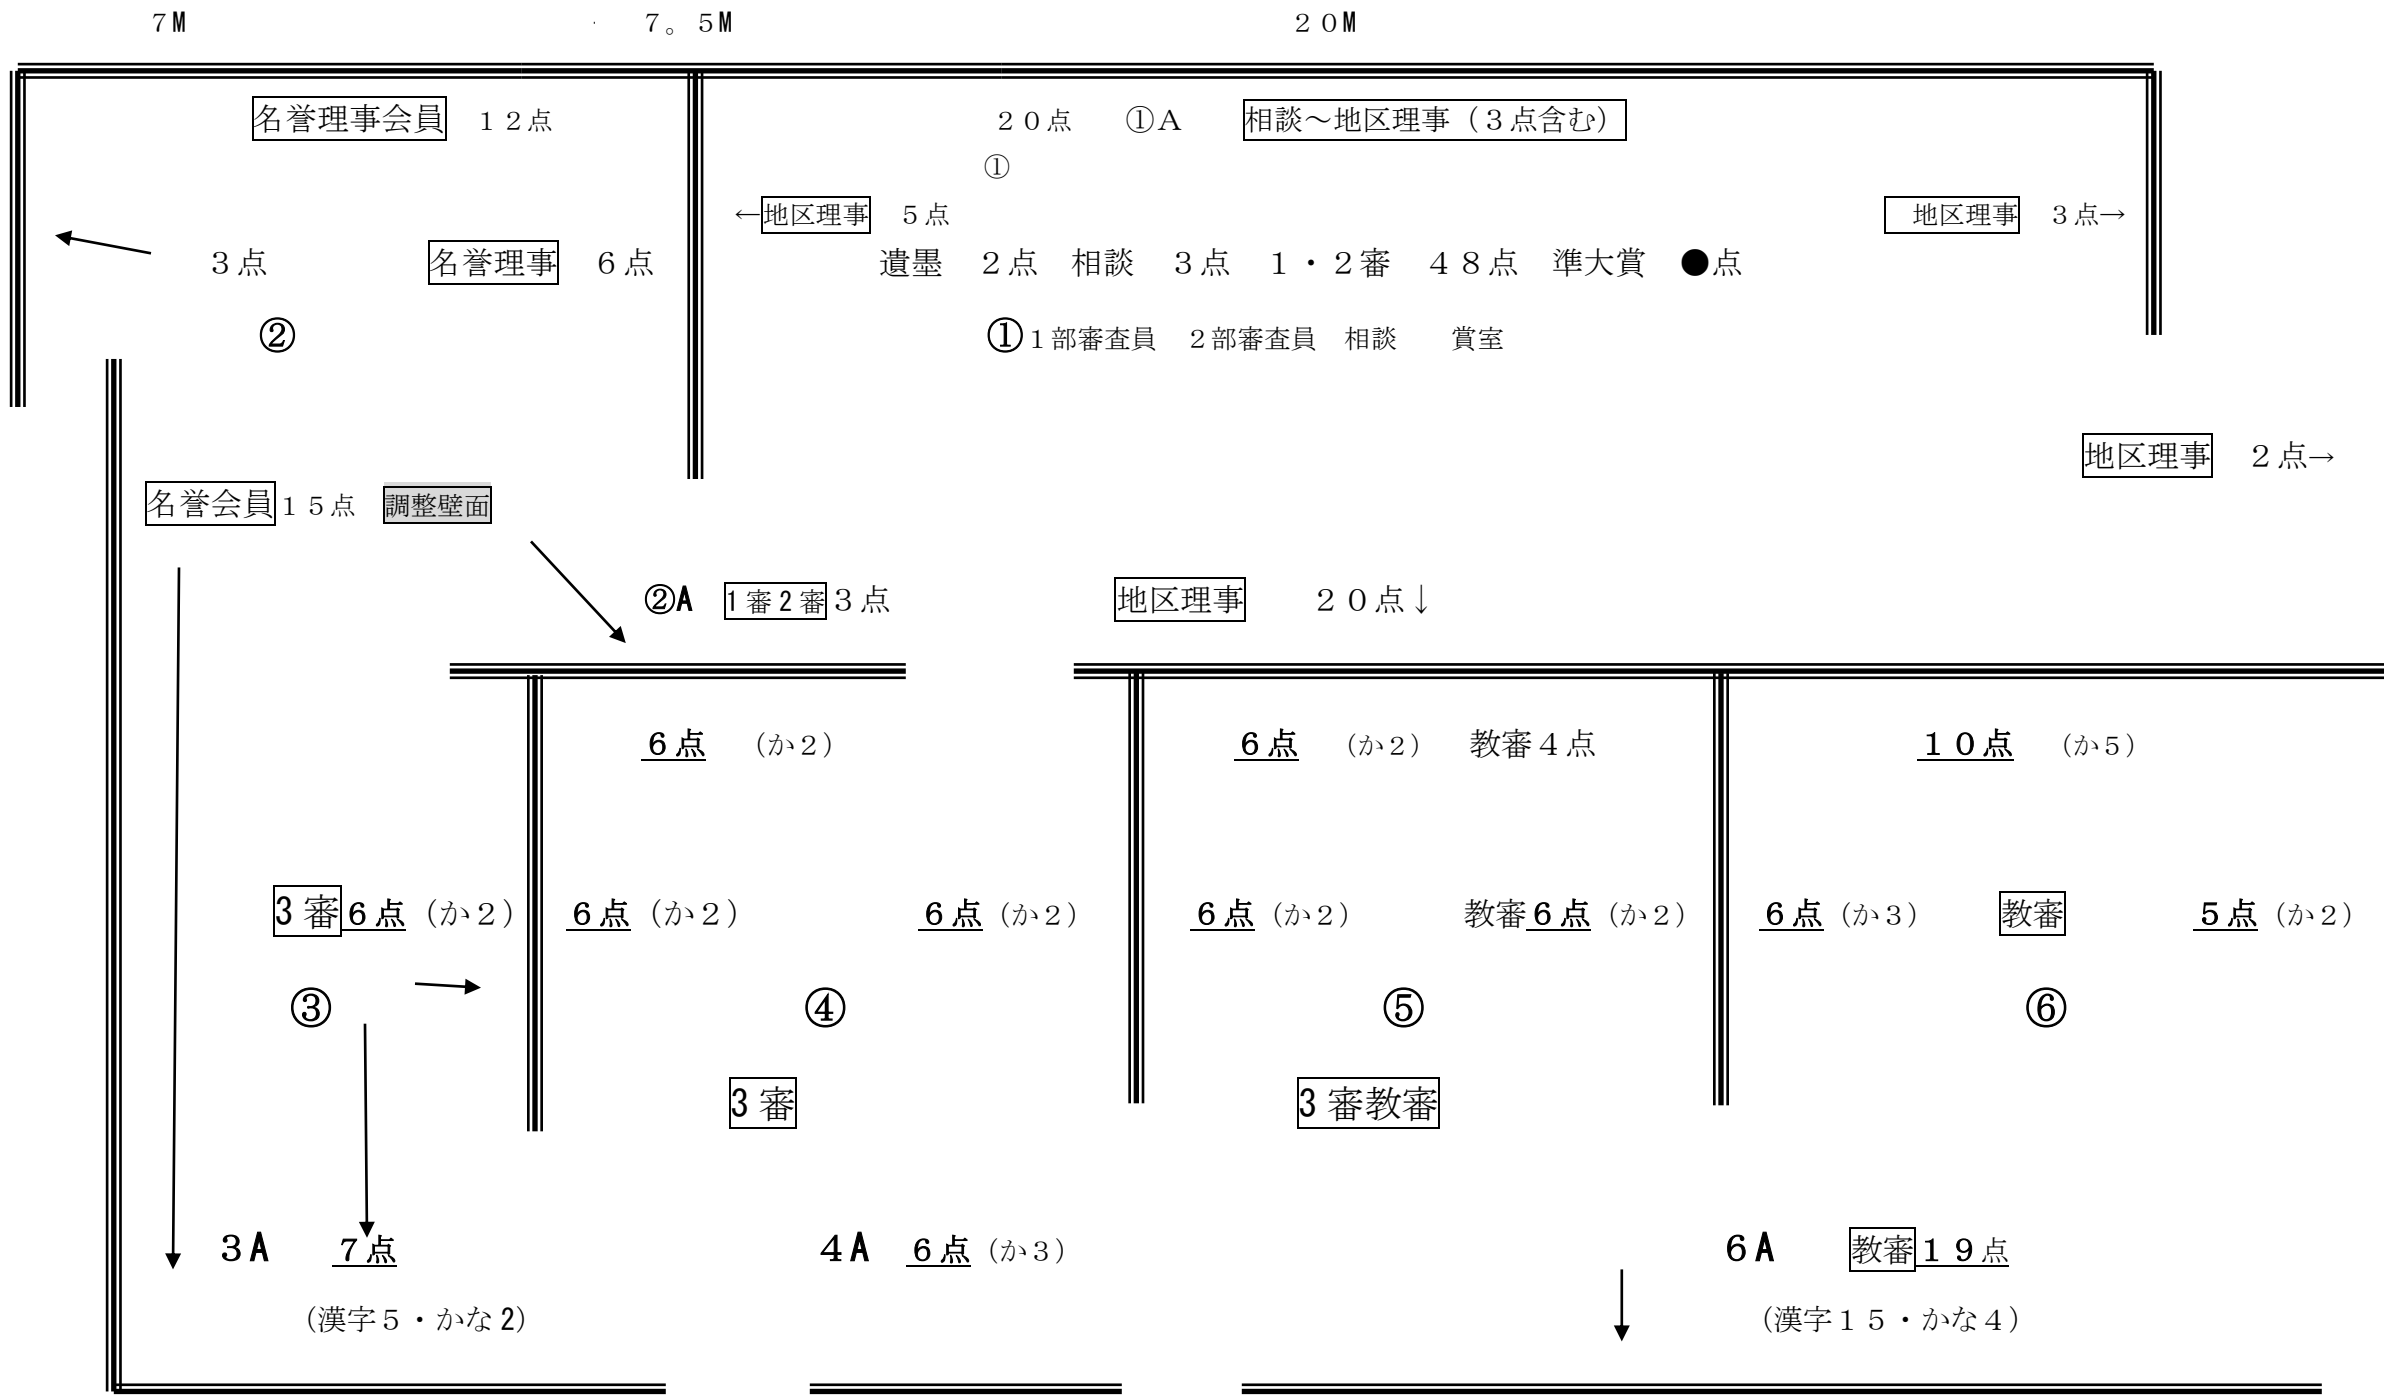 ７M　７。５M　２０M
名誉理事会員　１２点　２０点　①Ａ　相談～地区理事（３点含む）
①
←地区理事　５点　地区理事　３点→
３点　名誉理事　６点　遺墨　２点　相談　３点　１・２審　４８点　準大賞　●点
②　①１部審査員　２部審査員　相談　賞室
地区理事　２点→
名誉会員１５点　調整壁面
②A　1審2審３点　地区理事　２０点↓
６点　（か２）　６点　（か２）　教審４点　１０点　（か５）
3審６点（か２）　６点（か２）　６点（か２）　６点（か２）　教審６点（か２）　６点（か３）　教審　５点（か２）
③　④　⑤　⑥
3審　3審教審
３A　７点　４A　６点（か３）　６A　教審１９点
（漢字５・かな2）　（漢字１５・かな４）